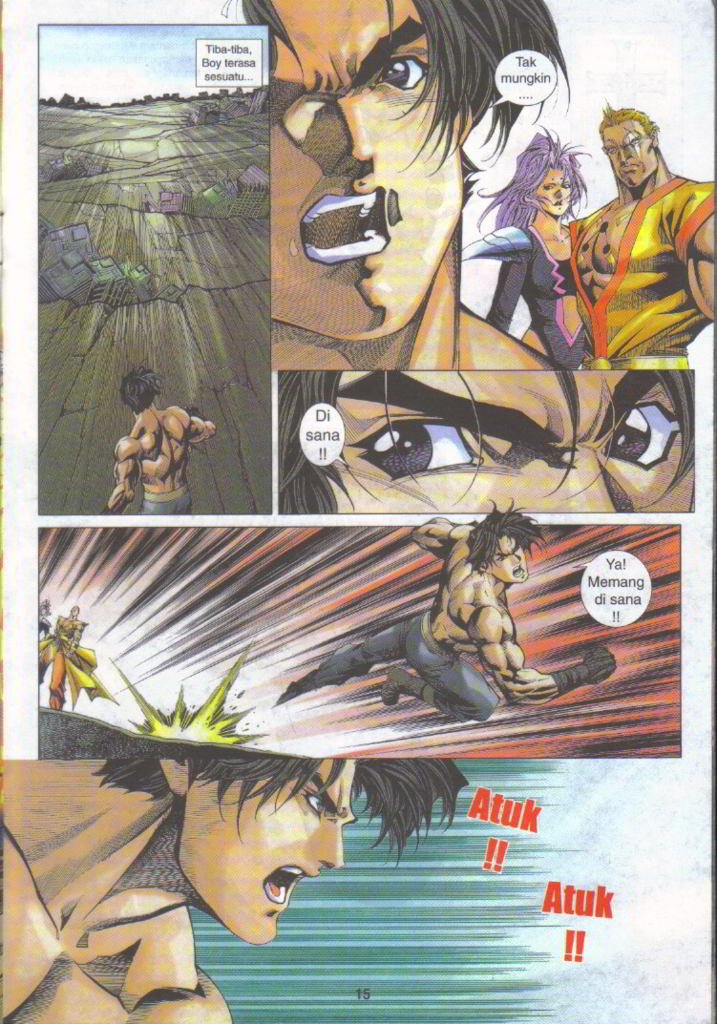 Tiba-tiba,
Boy terasa
sesuatu...
Tak
mungkin
....
Di
sana
!!
Ya!
Memang
di sana
!!
Atuk
!!
Atuk
!!
15